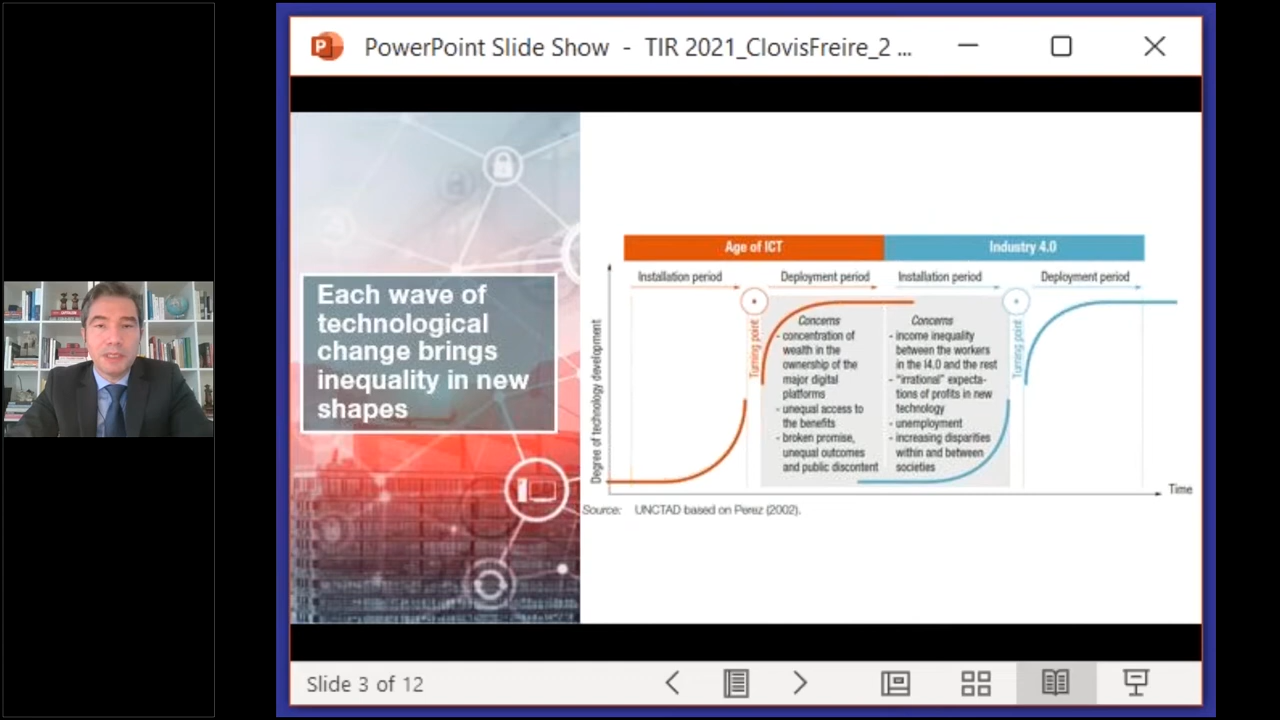 PowerPoint Slide Show - TIR 2021_ClovisFreire_2 ...
Each wave of
technological
change brings
inequality in new
shapes
Age of ICT
Industry 4.0
Installation period
Deployment period
Installation period
Deployment period
Degree of technology development
Turning point
Concerns
- concentration of
wealth in the
ownership of the
major digital
platforms
- unequal access to
the benefits
- broken promise,
unequal outcomes
and public discontent
Concerns
- income inequality
between the workers
in the I4.0 and the rest
- "irrational" expecta-
tions of profits in new
technology
- unemployment
- increasing disparities
within and between
societies
Turning point
Time
Source: UNCTAD based on Perez (2002).
Slide 3 of 12